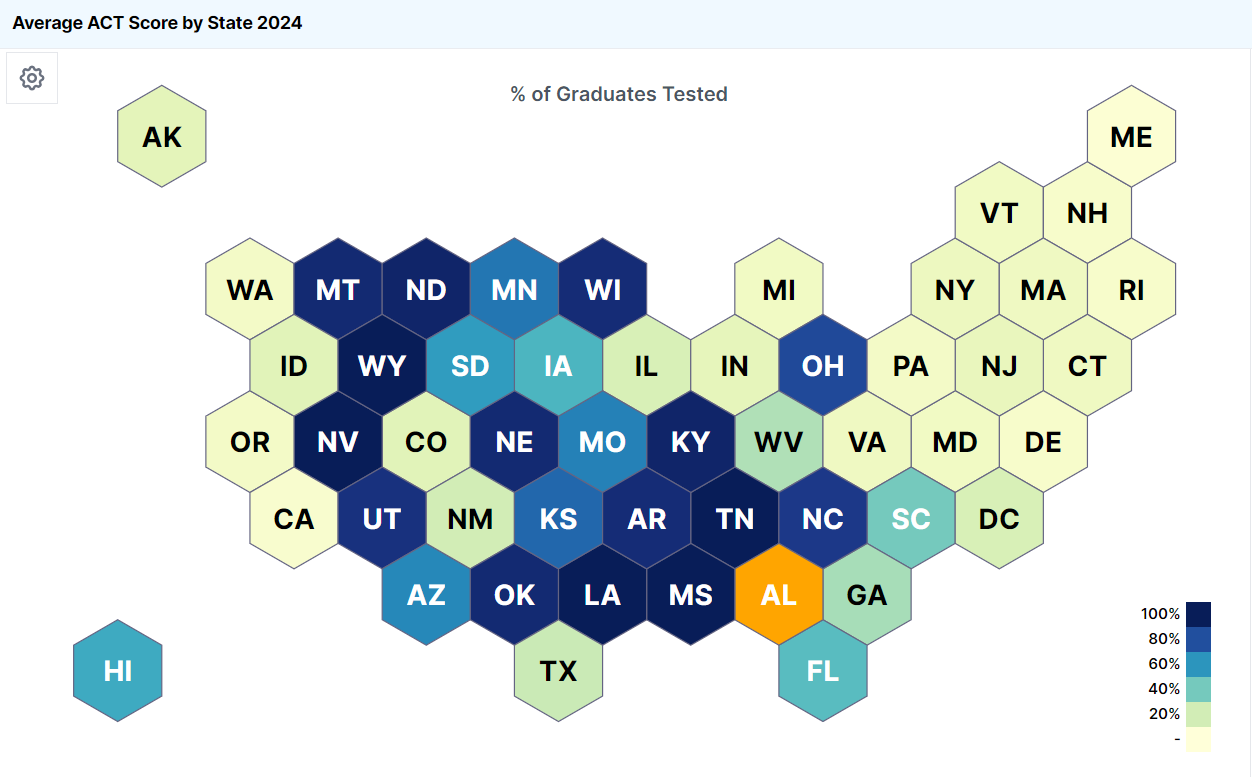 Average ACT Score by State 2024
% of Graduates Tested
AK
ME
VT NH
WA MT ND MN WI MI NY MA RI
ID WY SD IA IL IN OH PA NJ CT
OR NV CO NE MO KY WV VA MD DE
CA UT NM KS AR TN NC SC DC
AZ OK LA MS AL GA
HI TX FL
100%
80%
60%
40%
20%
-